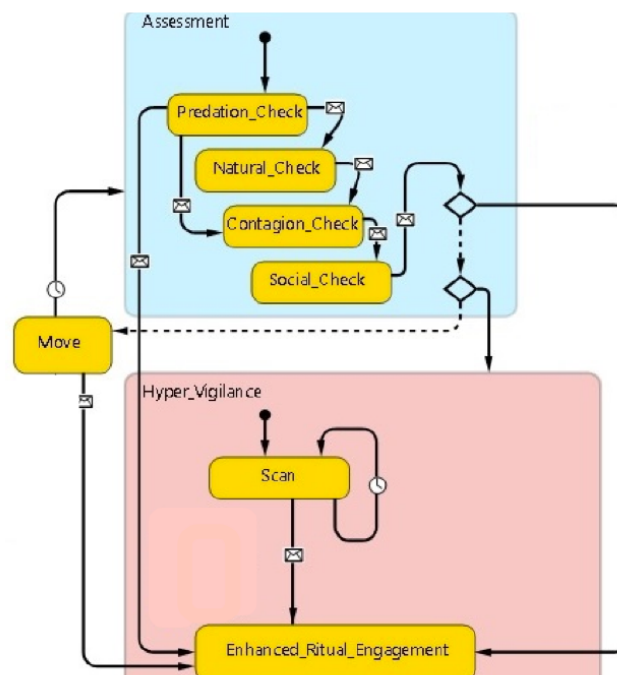 Assessment
Predation_Check
Natural_Check
Contagion_Check
Social_Check
Move
Hyper_Vigilance
Scan
Enhanced_Ritual_Engagement